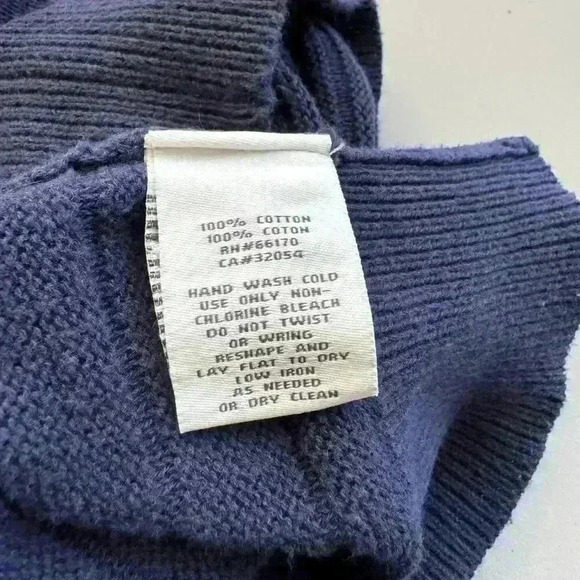 100% COTTON
100% COTON
RN#66170
CA#32054
HAND WASH COLD
USE ONLY NON-
CHLORINE BLEACH
DO NOT TWIST
OR WRING
RESHAPE AND
LAY FLAT TO DRY
LOW IRON
AS NEEDED
OR DRY CLEAN